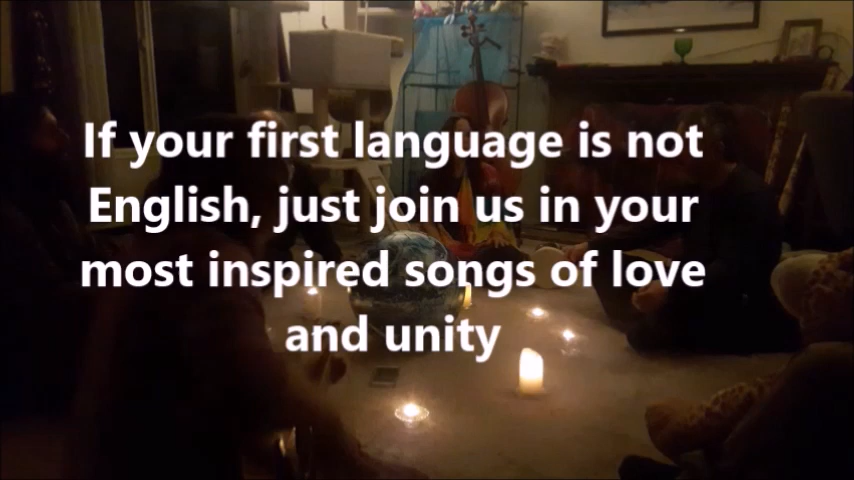 If your first language is not
English, just join us in your
most inspired songs of love
and unity